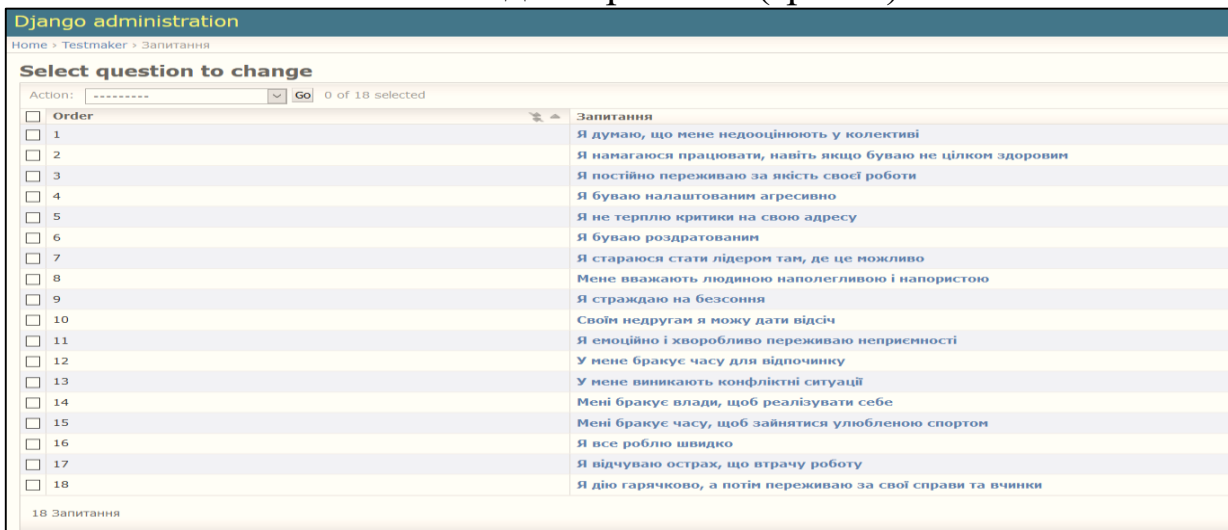 Django administration
Home › Testmaker › Запитання
Select question to change
Action: --------- Go 0 of 18 selected
Order Запитання
1 Я думаю, що мене недооцінюють у колективі
2 Я намагаюся працювати, навіть якщо буваю не цілком здоровим
3 Я постійно переживаю за якість своєї роботи
4 Я буваю налаштованим агресивно
5 Я не терплю критики на свою адресу
6 Я буваю роздратованим
7 Я стараюся стати лідером там, де це можливо
8 Мене вважають людиною наполегливою і напористою
9 Я страждаю на безсоння
10 Своїм недругам я можу дати відсіч
11 Я емоційно і хворобливо переживаю неприємності
12 У мене бракує часу для відпочинку
13 У мене виникають конфліктні ситуації
14 Мені бракує влади, щоб реалізувати себе
15 Мені бракує часу, щоб зайнятися улюбленою спортом
16 Я все роблю швидко
17 Я відчуваю острах, що втрачу роботу
18 Я дію гарячково, а потім переживаю за свої справи та вчинки
18 Запитання